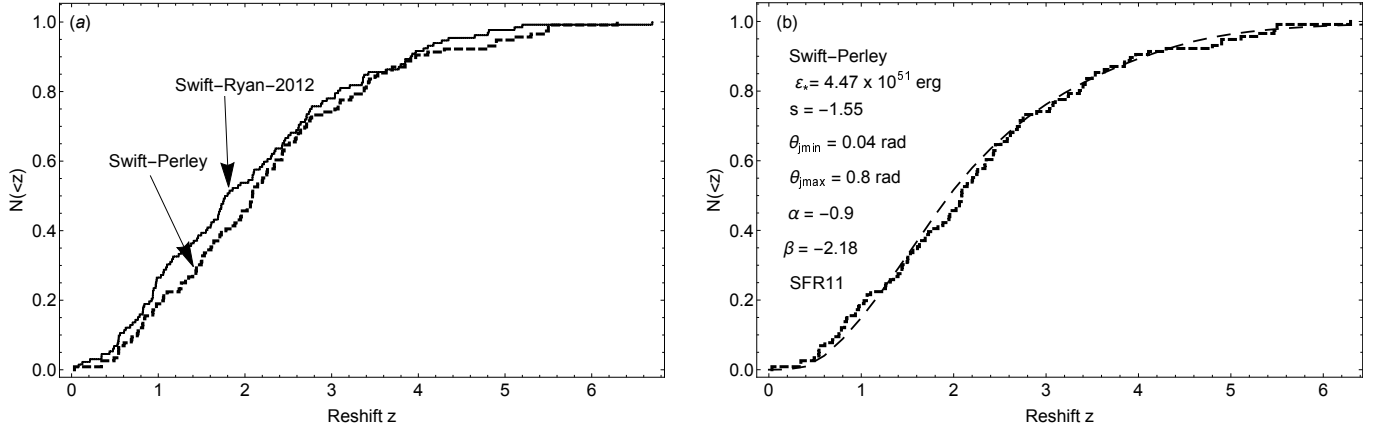 (a)
1.0
0.8
0.6
0.4
0.2
0.0
N(<z)
Swift–Ryan–2012
Swift–Perley
0 1 2 3 4 5 6
Reshift z
(b)
1.0
0.8
0.6
0.4
0.2
0.0
N(<z)
Swift–Perley
ε* = 4.47 x 10^51 erg
s = −1.55
θjmin = 0.04 rad
θjmax = 0.8 rad
α = −0.9
β = −2.18
SFR11
0 1 2 3 4 5 6
Reshift z